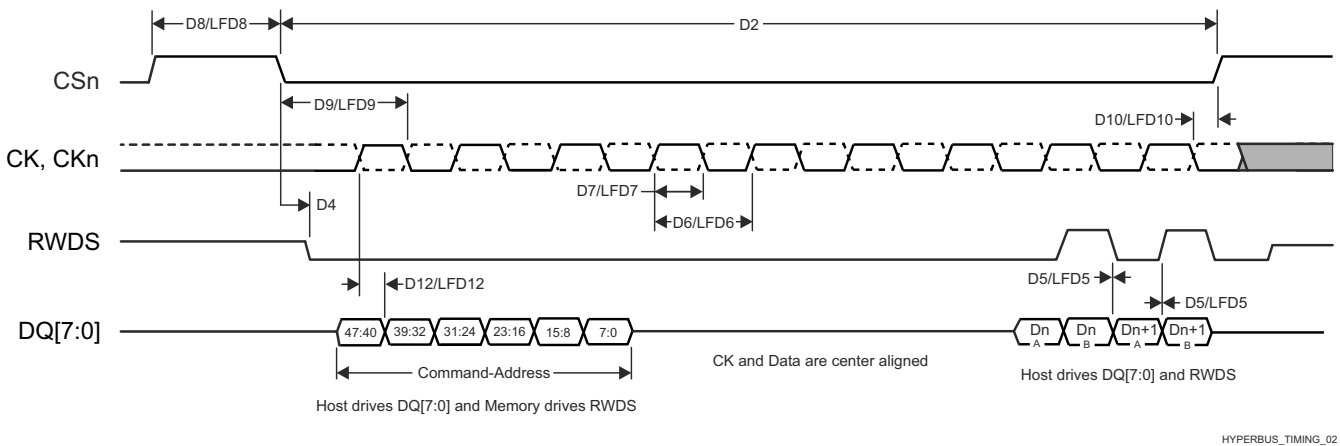 D8/LFD8
D2
CSn
D9/LFD9
D10/LFD10
CK, CKn
D7/LFD7
D4
D6/LFD6
RWDS
D12/LFD12
D5/LFD5
D5/LFD5
DQ[7:0]
47:40 39:32 31:24 23:16 15:8 7:0
Dn Dn Dn+1 Dn+1
A B A B
CK and Data are center aligned
Command-Address
Host drives DQ[7:0] and RWDS
Host drives DQ[7:0] and Memory drives RWDS
HYPERBUS_TIMING_02